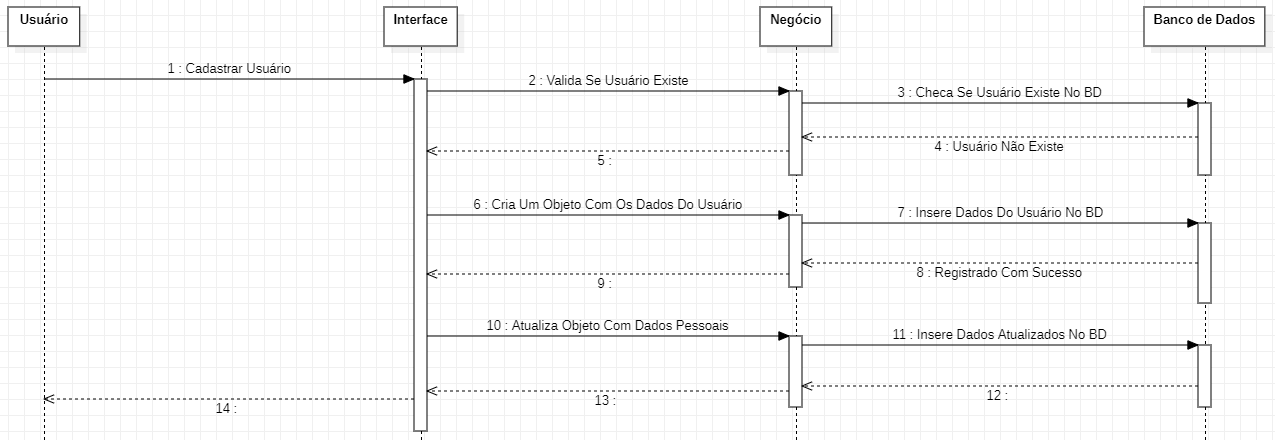 Usuário
Interface
Negócio
Banco de Dados
1 : Cadastrar Usuário
2 : Valida Se Usuário Existe
3 : Checa Se Usuário Existe No BD
4 : Usuário Não Existe
5 :
6 : Cria Um Objeto Com Os Dados Do Usuário
7 : Insere Dados Do Usuário No BD
8 : Registrado Com Sucesso
9 :
10 : Atualiza Objeto Com Dados Pessoais
11 : Insere Dados Atualizados No BD
12 :
13 :
14 :